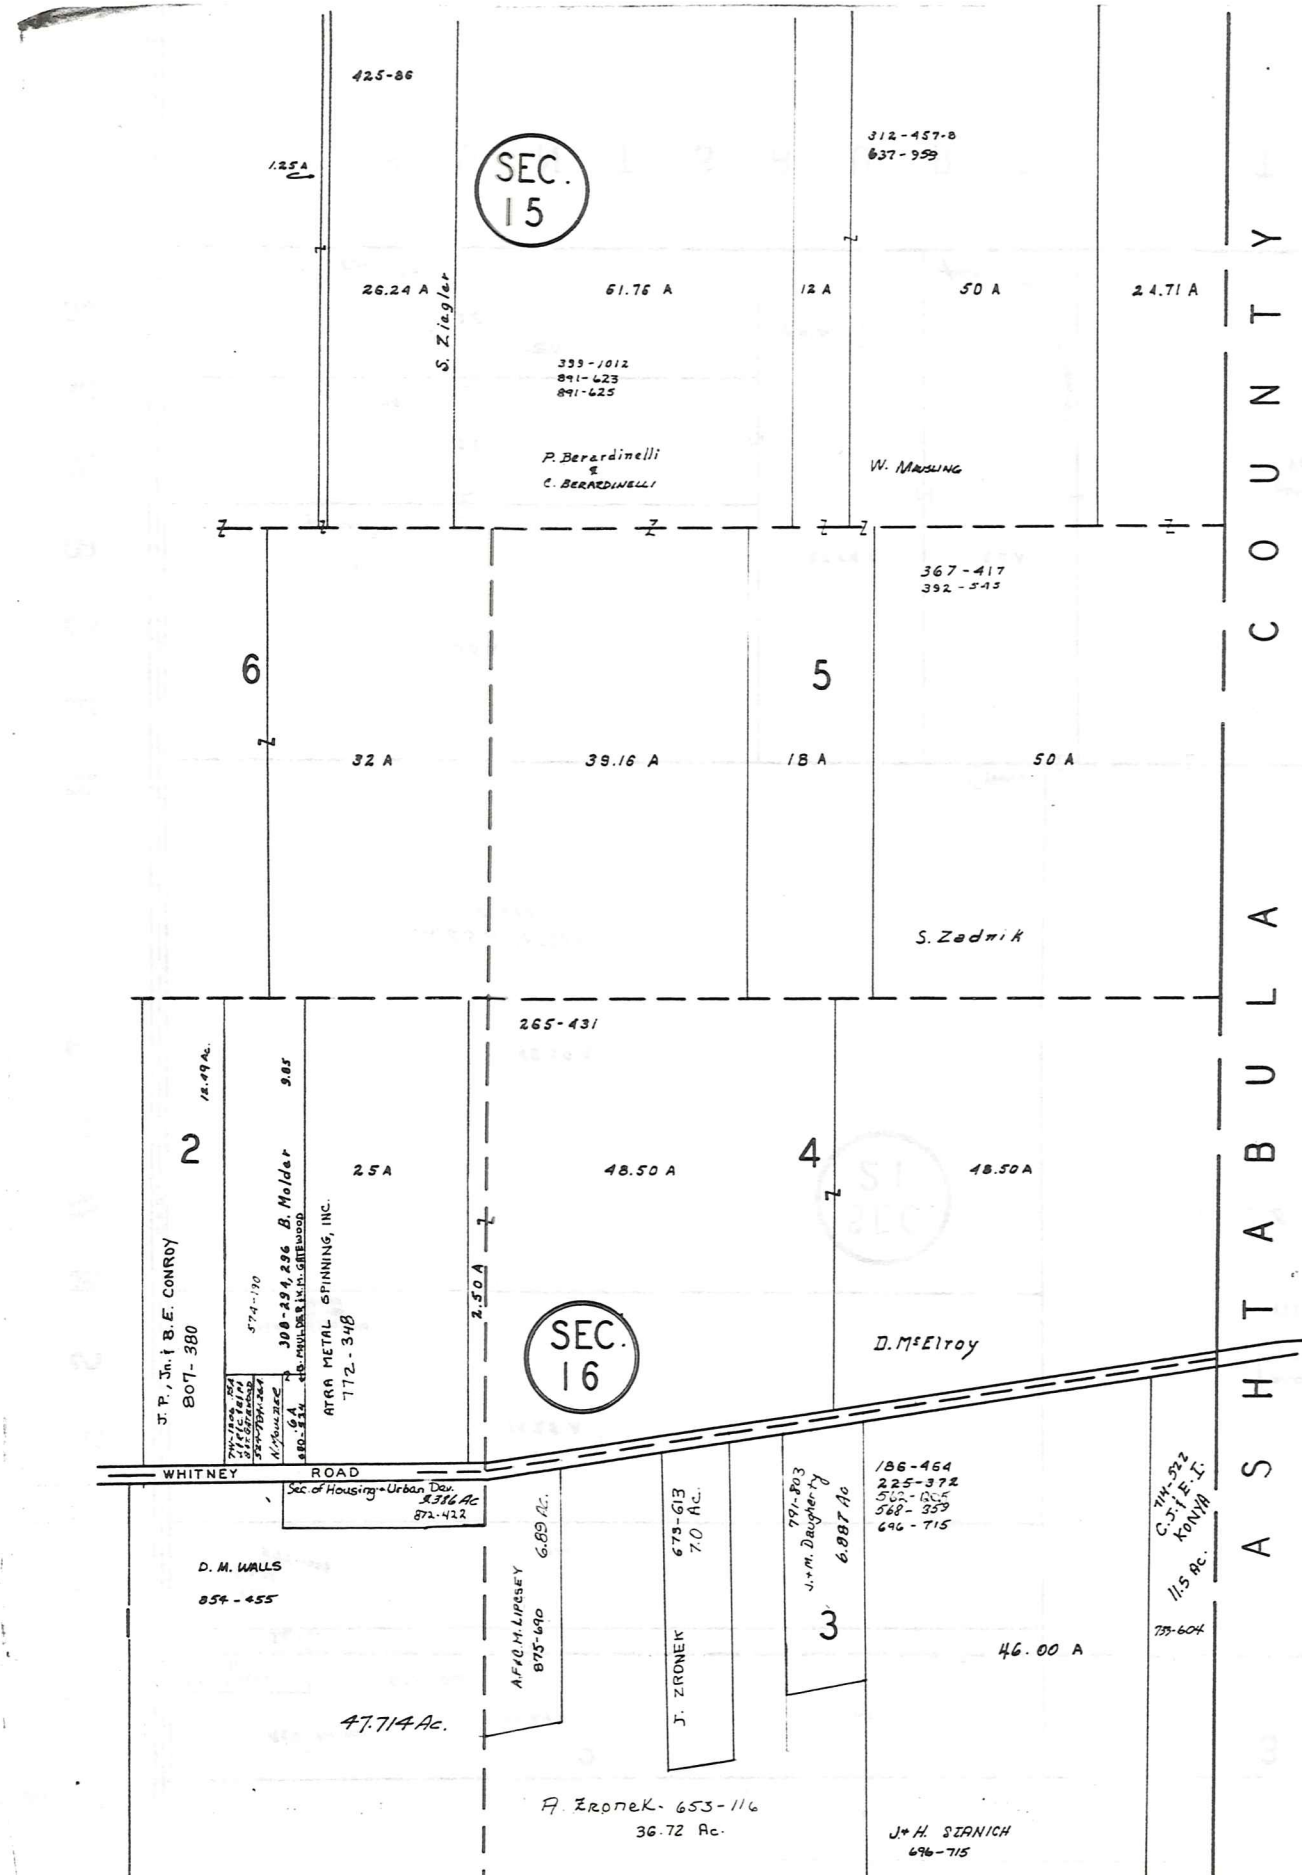 425-86
1.25A
SEC.
15
312-457-8
637-959
26.24 A
S. Ziegler
61.76 A
12 A
50 A
24.71 A
399-1012
891-623
891-625
P. Berardinelli
&
C. BERARDINELLI
W.
367-417
392-545
6
5
32 A
39.16 A
18 A
50 A
S. Zadnik
265-431
12.49 Ac.
9.85
2
25 A
48.50 A
4
48.50 A
J. P., Jr. & B.E. CONROY
807-380
574-190
308-294, 296 B. Molder
.6A
ATRA METAL SPINNING, INC.
772-348
2.50 A
SEC.
16
D. McElroy
WHITNEY ROAD
Sec. of Housing & Urban Dev.
2.386 Ac
872-422
D. M. WALLS
854-455
47.714 Ac.
A.F. & C.M. LIPCSEY
875-690
6.89 Ac.
J. ZRONEK
673-613
7.0 Ac.
791-803
J. & M. Daugherty
6.887 Ac
3
186-464
225-372
568-359
696-715
46.00 A
714-522
C.J. & E.I.
KONYA
11.5 Ac.
755-604
A. Zronek - 653-116
36.72 Ac.
J & H. STANICH
696-715
ASHTABULA COUNTY